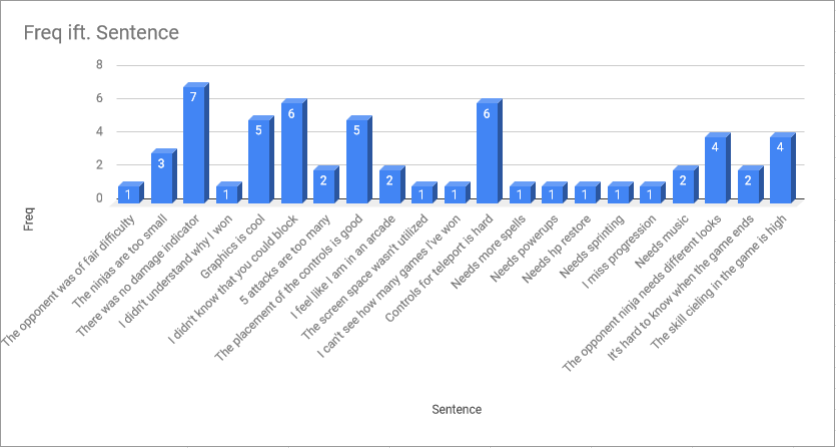 Freq ift. Sentence
8
6
4
2
0
Freq
1
3
7
1
5
6
2
5
2
1
1
6
1
1
1
1
1
2
4
2
4
The opponent was of fair difficulty
The ninjas are too small
There was no damage indicator
I didn't understand why I won
Graphics is cool
I didn't know that you could block
5 attacks are too many
The placement of the controls is good
I feel like I am in an arcade
The screen space wasn't utilized
I can't see how many games i've won
Controls for teleport is hard
Needs more spells
Needs powerups
Needs hp restore
Needs sprinting
I miss progression
Needs music
The opponent ninja needs different looks
It's hard to know when the game ends
The skill cieling in the game is high
Sentence